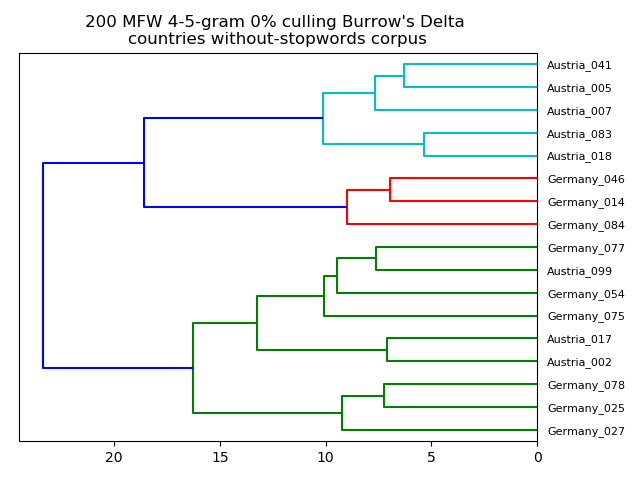 200 MFW 4-5-gram 0% culling Burrow's Delta
countries without-stopwords corpus
Austria_041
Austria_005
Austria_007
Austria_083
Austria_018
Germany_046
Germany_014
Germany_084
Germany_077
Austria_099
Germany_054
Germany_075
Austria_017
Austria_002
Germany_078
Germany_025
Germany_027
20 15 10 5 0